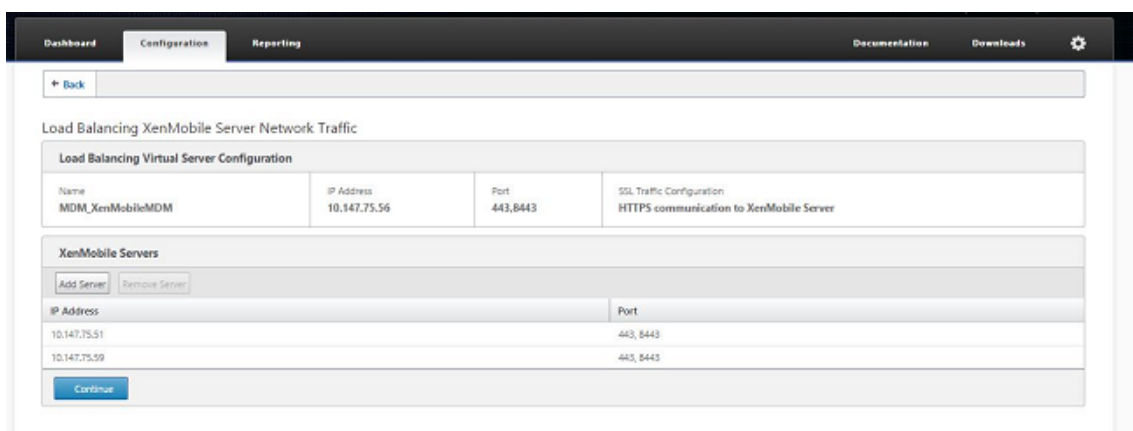 Dashboard Configuration Reporting Documentation Downloads
Back
Load Balancing XenMobile Server Network Traffic
Load Balancing Virtual Server Configuration
Name IP Address Port SSL Traffic Configuration
MDM_XenMobileMDM 10.147.75.56 443,8443 HTTPS communication to XenMobile Server
XenMobile Servers
Add Server Remove Server
IP Address Port
10.147.75.51 443, 8443
10.147.75.59 443, 8443
Continue